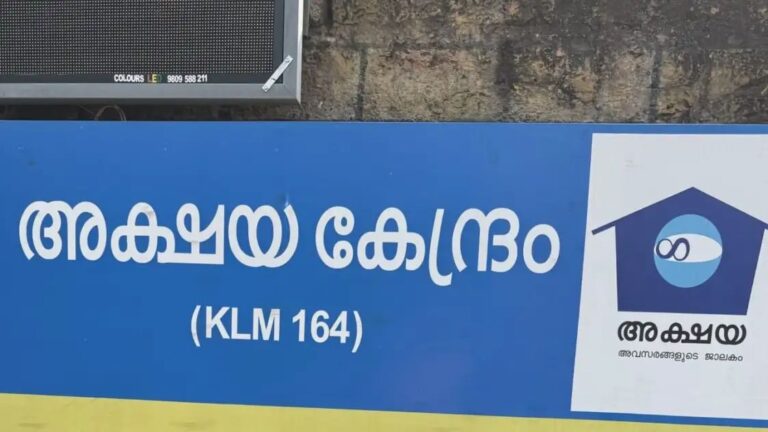 COLOURS LED 9809 588 211
അക്ഷയ കേന്ദ്രം
(KLM 164)
അക്ഷയ
അവസരങ്ങളുടെ ജാലകം